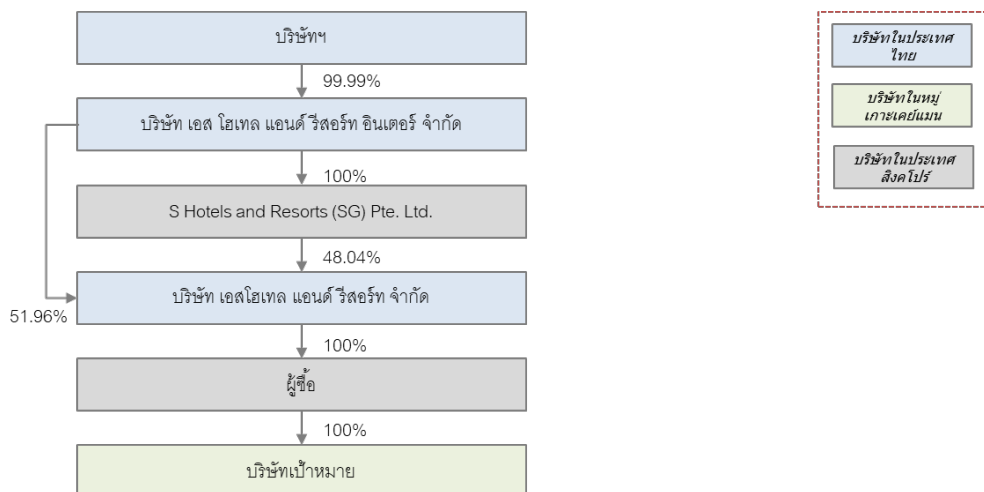 บริษัทฯ
99.99%
บริษัท เอส โฮเทล แอนด์ รีสอร์ท อินเตอร์ จำกัด
100%
S Hotels and Resorts (SG) Pte. Ltd.
48.04%
บริษัท เอสโฮเทล แอนด์ รีสอร์ท จำกัด
51.96%
100%
ผู้ซื้อ
100%
บริษัทเป้าหมาย
บริษัทในประเทศ
ไทย
บริษัทในหมู่
เกาะเคย์แมน
บริษัทในประเทศ
สิงคโปร์